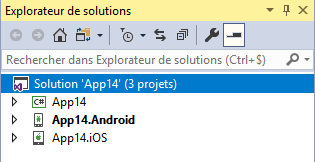 Explorateur de solutions
Rechercher dans Explorateur de solutions (Ctrl+$)
Solution 'App14' (3 projets)
C# App14
App14.Android
App14.iOS